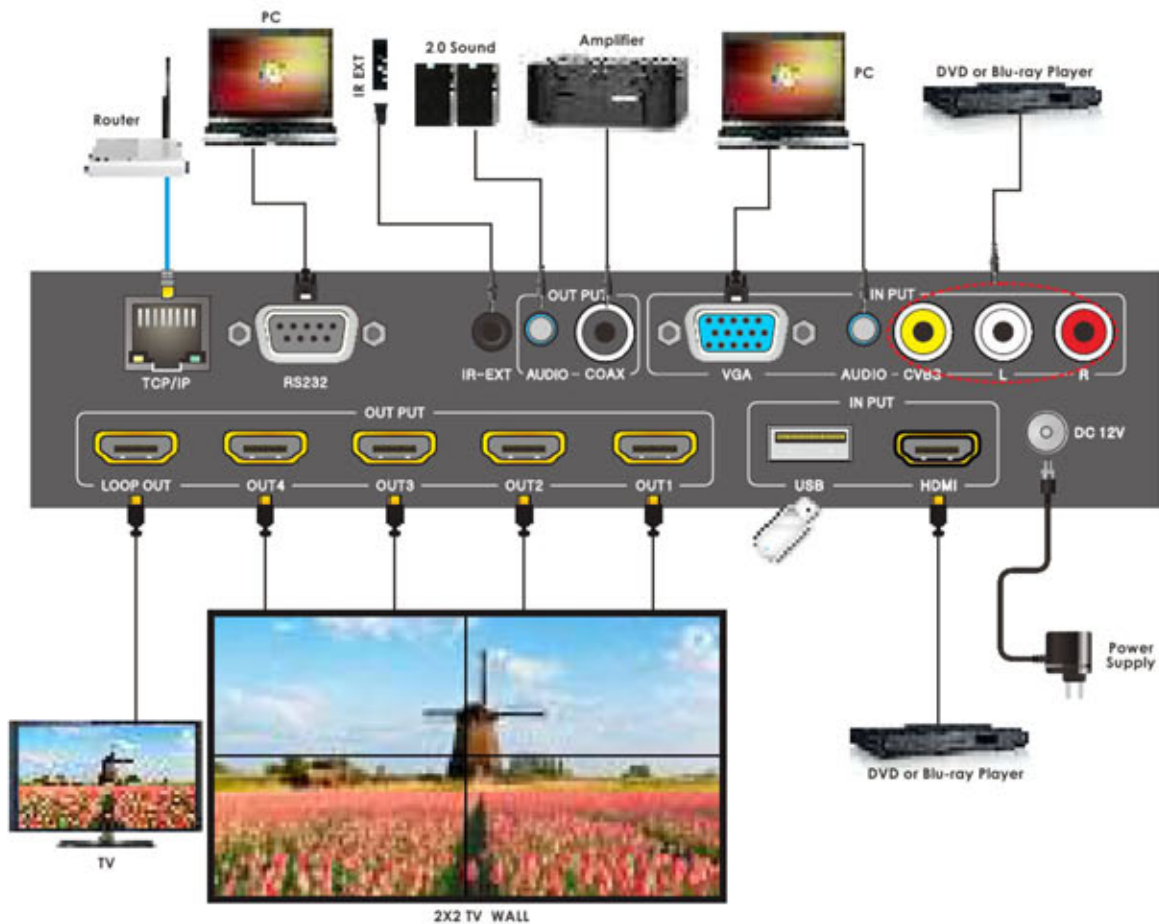 PC
IR EXT
2.0 Sound
Amplifier
PC
DVD or Blu-ray Player
Router
OUT PUT
IN PUT
TCP/IP
RS232
IR-EXT
AUDIO
COAX
VGA
AUDIO
CVBS
L
R
OUT PUT
IN PUT
DC 12V
LOOP OUT
OUT4
OUT3
OUT2
OUT1
USB
HDMI
Power
Supply
DVD or Blu-ray Player
TV
2X2 TV WALL